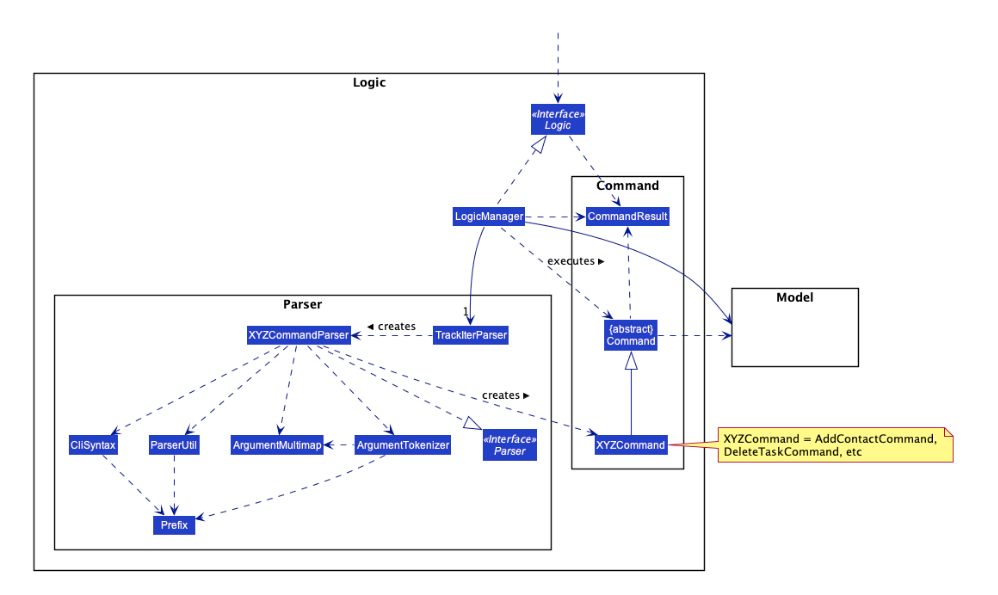 Logic
«Interface»
Logic
Command
LogicManager
CommandResult
executes ►
Model
Parser
1
◄ creates
XYZCommandParser
TrackIterParser
{abstract}
Command
creates ►
CliSyntax
ParserUtil
ArgumentMultimap
ArgumentTokenizer
«Interface»
Parser
XYZCommand
XYZCommand = AddContactCommand,
DeleteTaskCommand, etc
Prefix